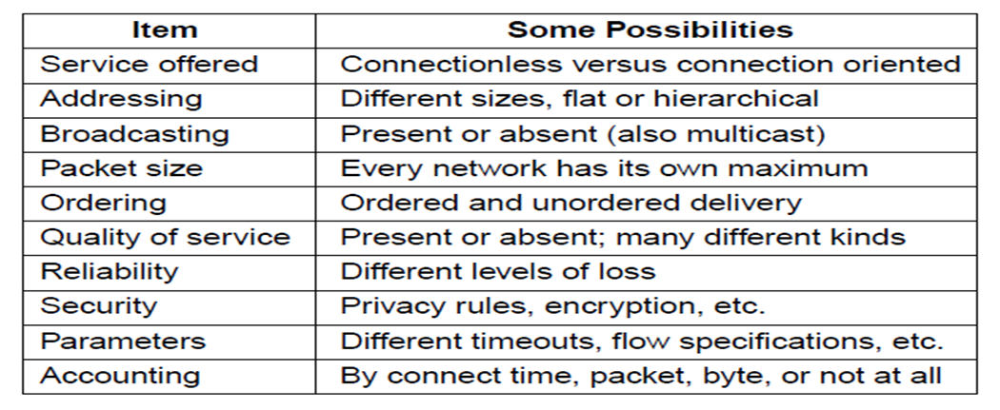 Item Some Possibilities
Service offered Connectionless versus connection oriented
Addressing Different sizes, flat or hierarchical
Broadcasting Present or absent (also multicast)
Packet size Every network has its own maximum
Ordering Ordered and unordered delivery
Quality of service Present or absent; many different kinds
Reliability Different levels of loss
Security Privacy rules, encryption, etc.
Parameters Different timeouts, flow specifications, etc.
Accounting By connect time, packet, byte, or not at all